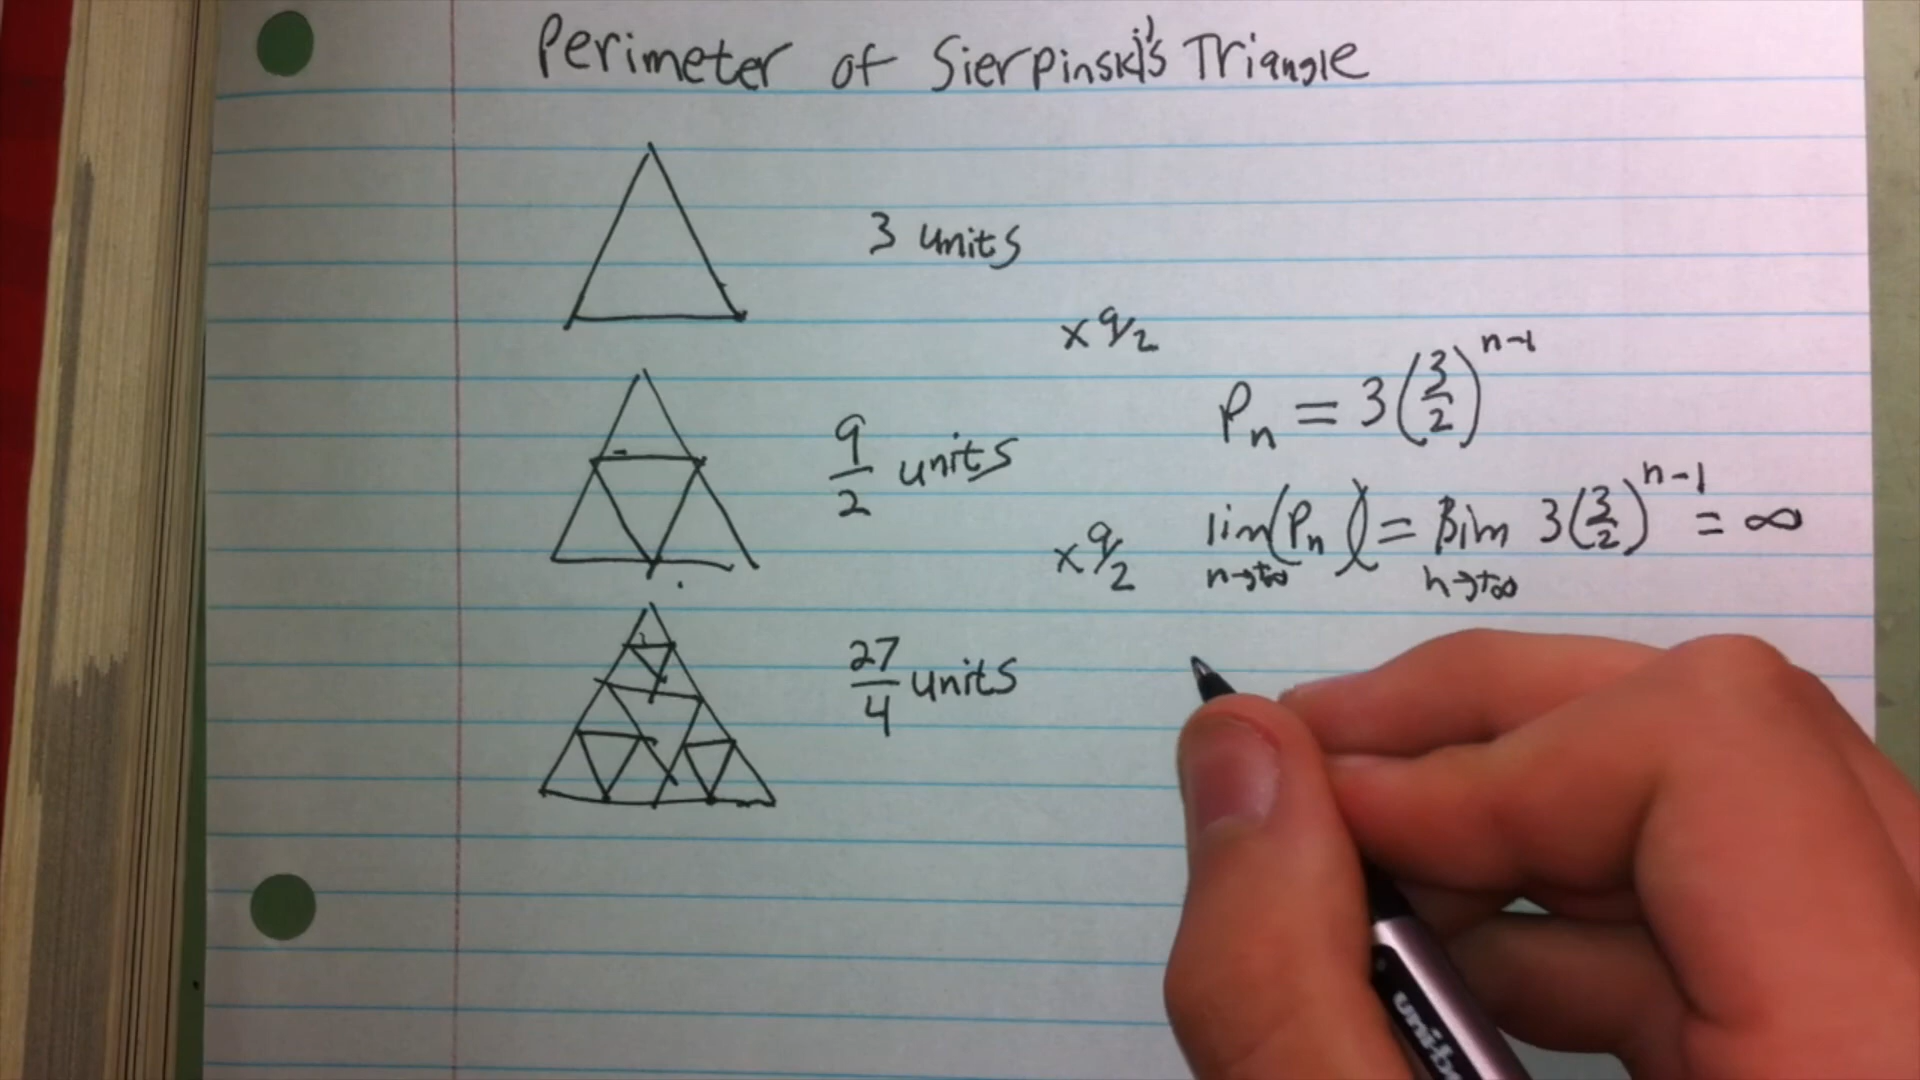 Perimeter of Sierpinski's Triangle
3 units
x 9/2
Pn = 3(3/2)^n-1
9/2 units
x 9/2
lim(Pn) = lim 3(3/2)^n-1 = ∞
n→+∞ n→+∞
27/4 units
uni-b